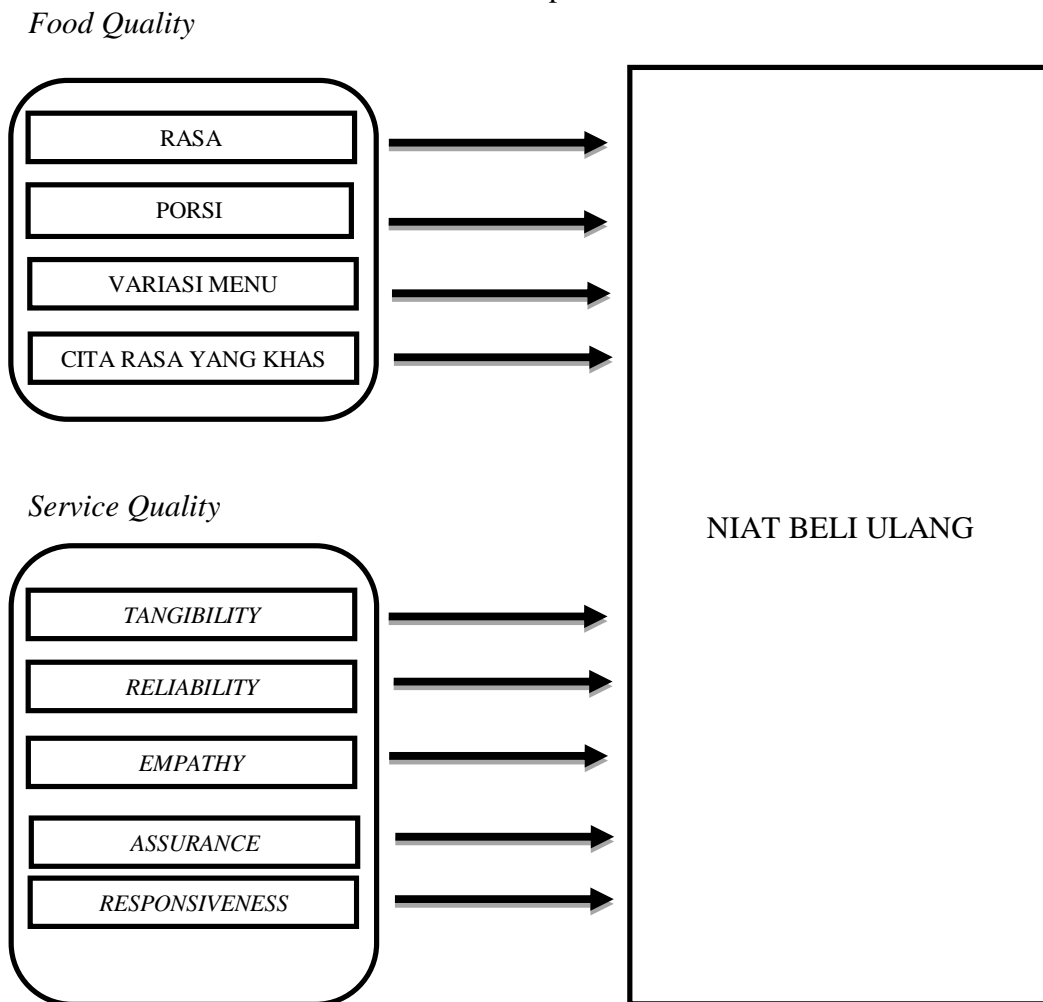 Food Quality
RASA
PORSI
VARIASI MENU
CITA RASA YANG KHAS
Service Quality
NIAT BELI ULANG
TANGIBILITY
RELIABILITY
EMPATHY
ASSURANCE
RESPONSIVENESS